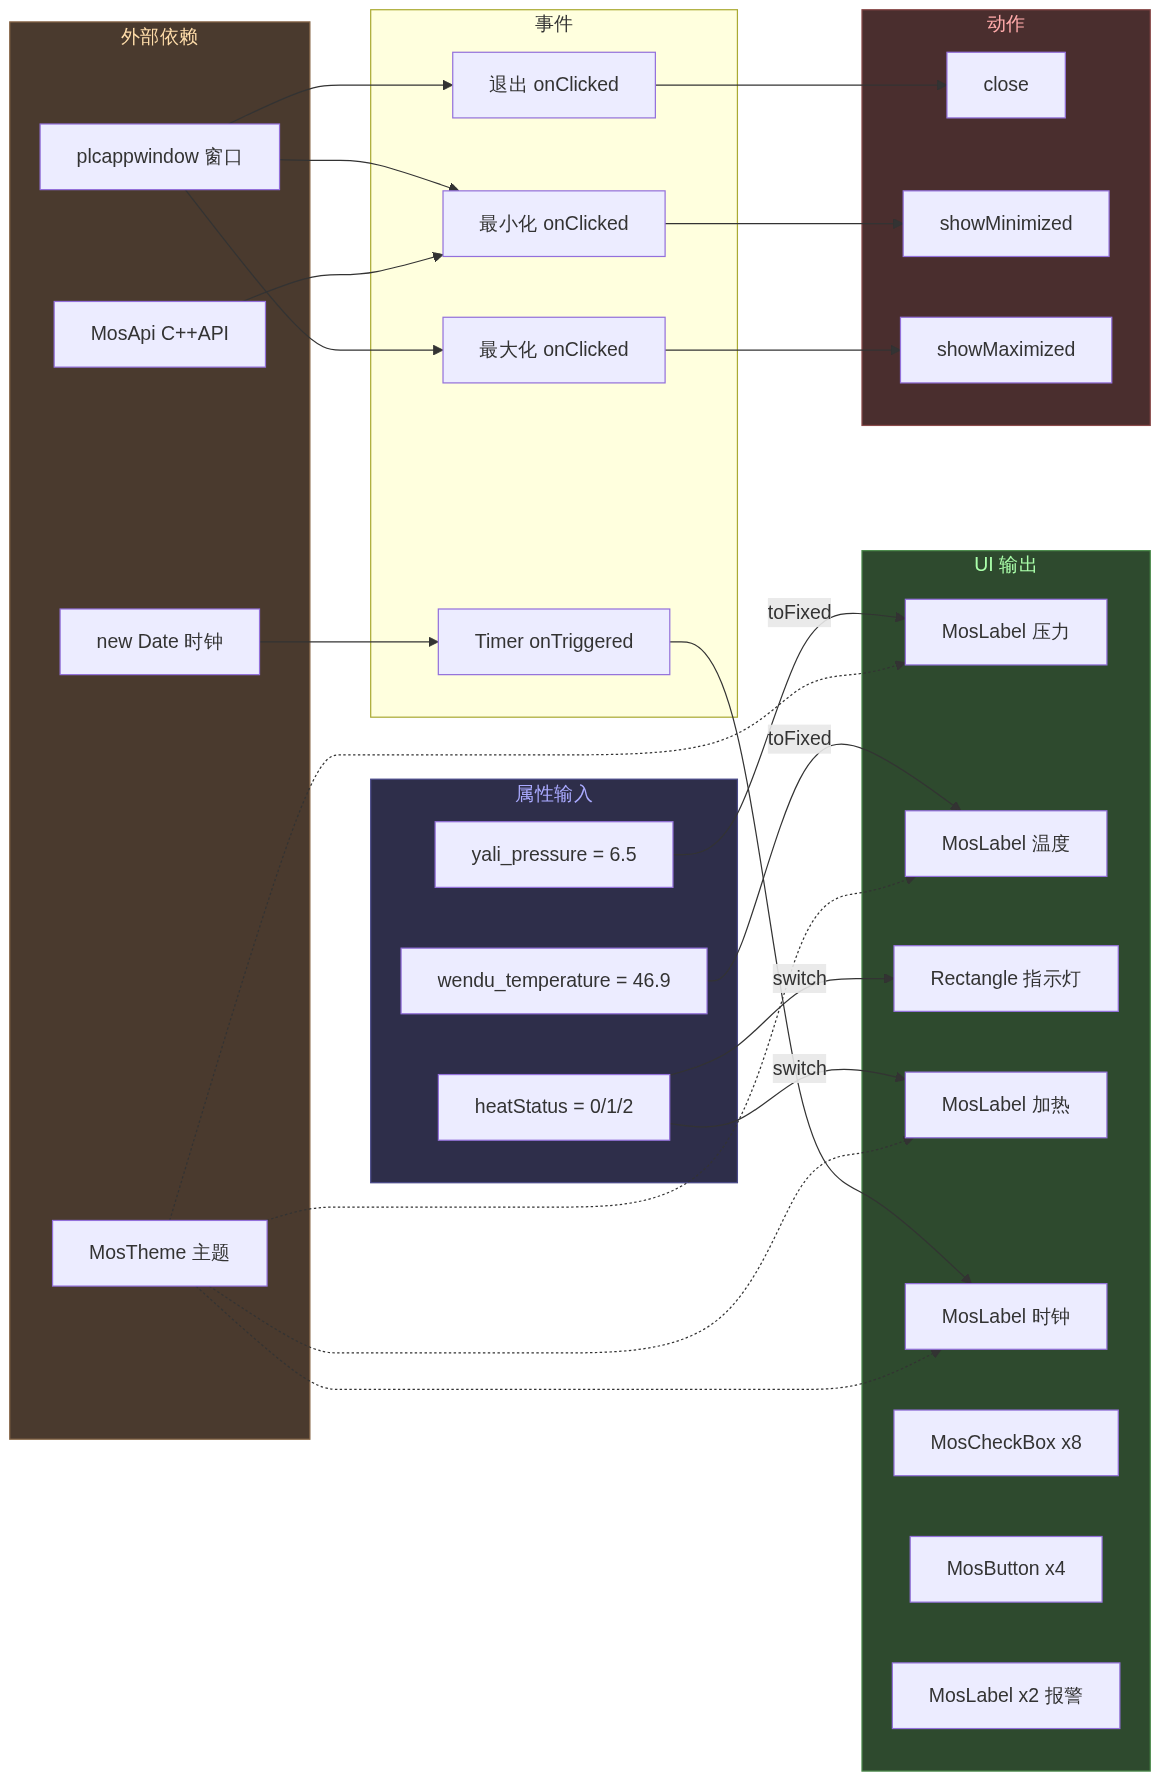 外部依赖
plcappwindow 窗口
MosApi C++API
new Date 时钟
MosTheme 主题
事件
退出 onClicked
最小化 onClicked
最大化 onClicked
Timer onTriggered
属性输入
yali_pressure = 6.5
wendu_temperature = 46.9
heatStatus = 0/1/2
toFixed
toFixed
switch
switch
动作
close
showMinimized
showMaximized
UI 输出
MosLabel 压力
MosLabel 温度
Rectangle 指示灯
MosLabel 加热
MosLabel 时钟
MosCheckBox x8
MosButton x4
MosLabel x2 报警